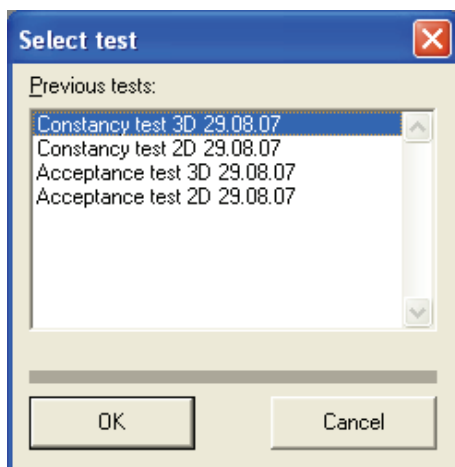 Select test
Previous tests:
Constancy test 3D 29.08.07
Constancy test 2D 29.08.07
Acceptance test 3D 29.08.07
Acceptance test 2D 29.08.07
OK
Cancel